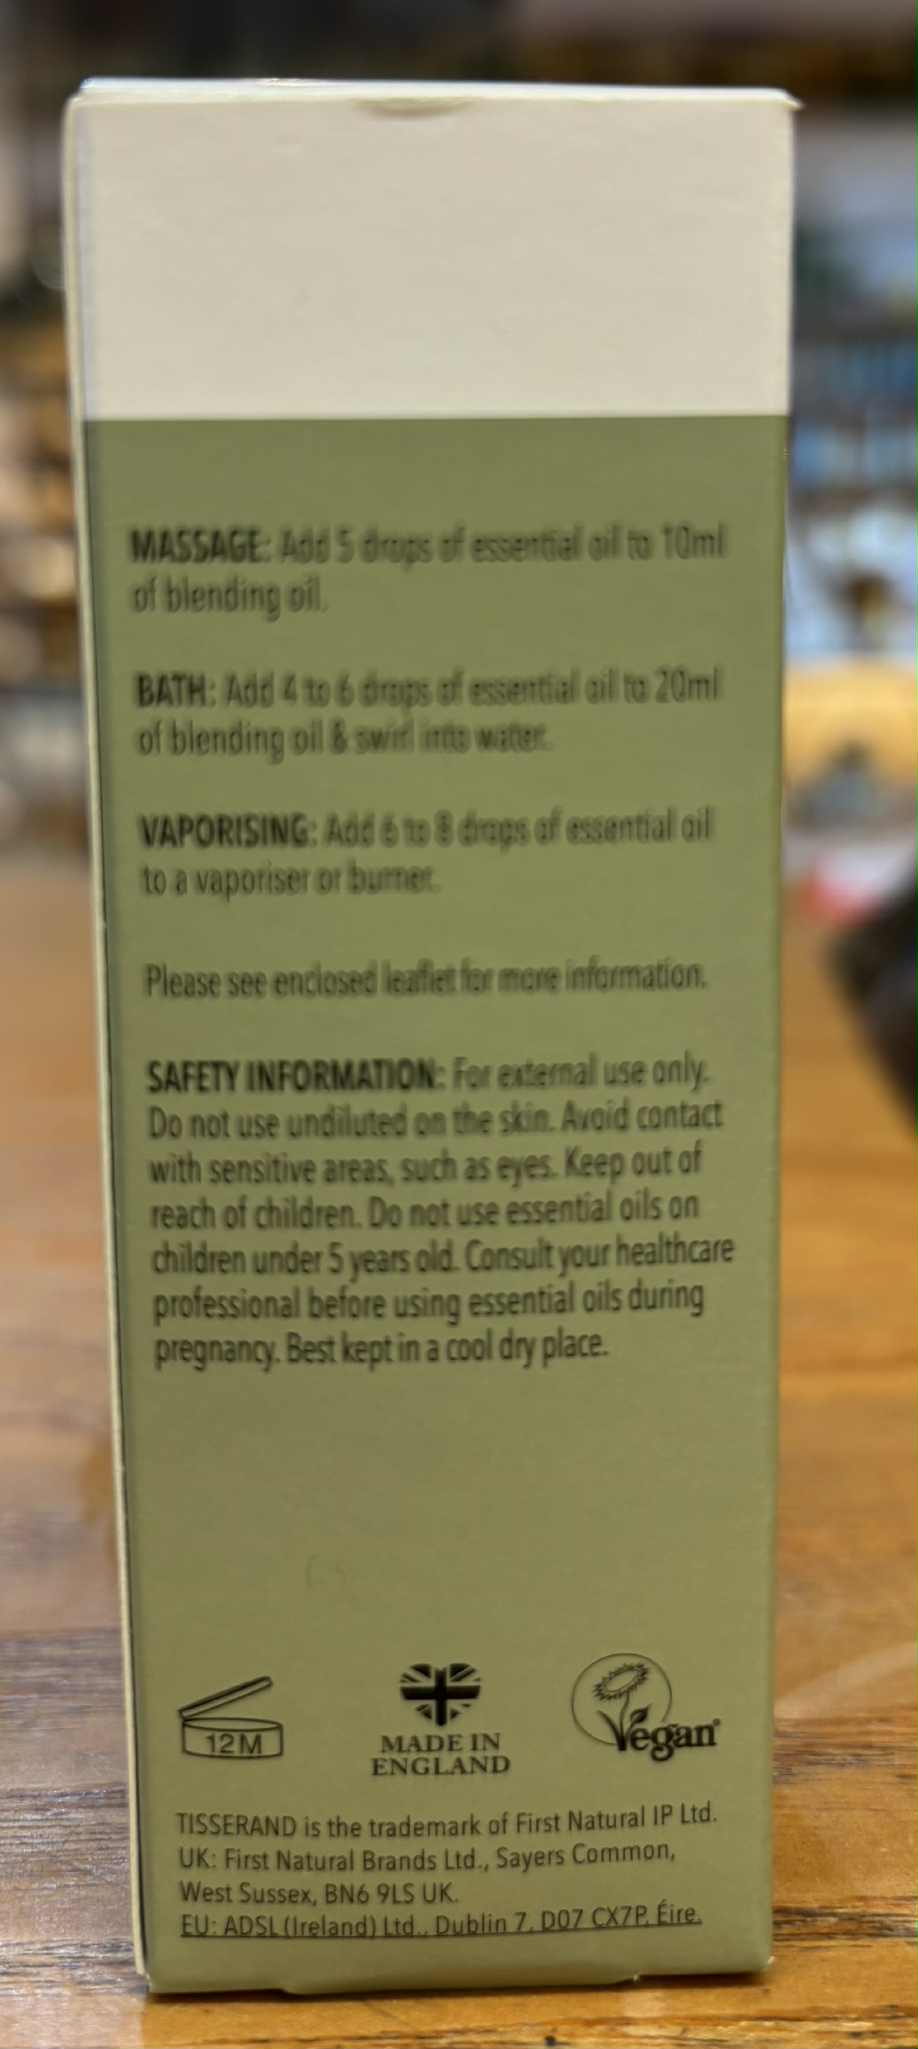 MASSAGE: Add 5 drops of essential oil to 10ml
of blending oil.
BATH: Add 4 to 6 drops of essential oil to 20ml
of blending oil & swirl into water.
VAPORISING: Add 6 to 8 drops of essential oil
to a vaporiser or burner.
Please see enclosed leaflet for more information.
SAFETY INFORMATION: For external use only.
Do not use undiluted on the skin. Avoid contact
with sensitive areas, such as eyes. Keep out of
reach of children. Do not use essential oils on
children under 5 years old. Consult your healthcare
professional before using essential oils during
pregnancy. Best kept in a cool dry place.
12M
MADE IN
ENGLAND
Vegan
TISSERAND is the trademark of First Natural IP Ltd.
UK: First Natural Brands Ltd., Sayers Common,
West Sussex, BN6 9LS UK.
EU: ADSL (Ireland) Ltd., Dublin 7, D07 CX7P, Éire.